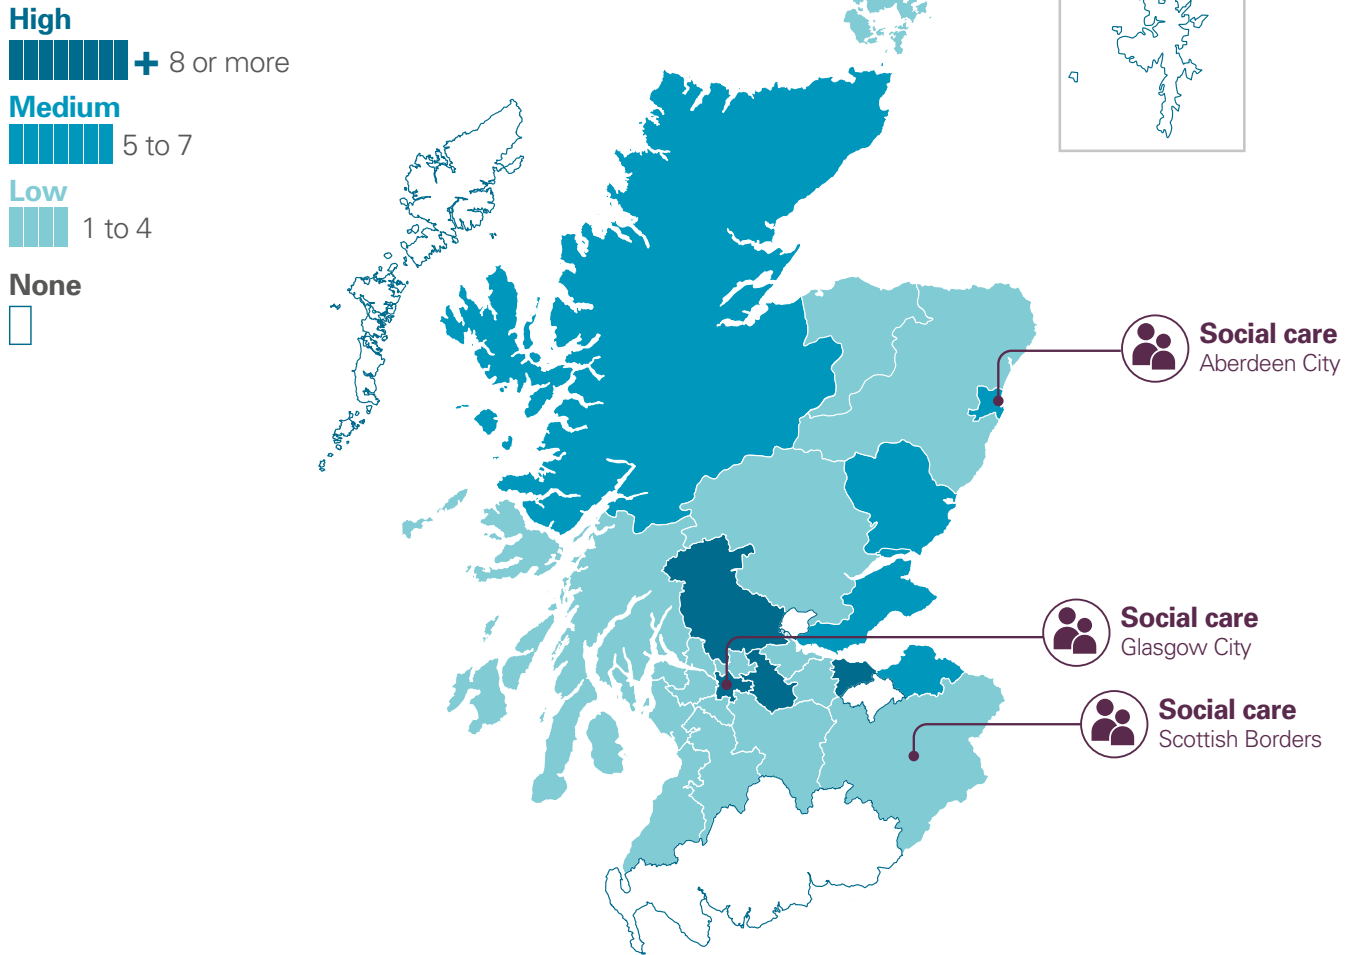 High
+ 8 or more
Medium
5 to 7
Low
1 to 4
None
Social care
Aberdeen City
Social care
Glasgow City
Social care
Scottish Borders